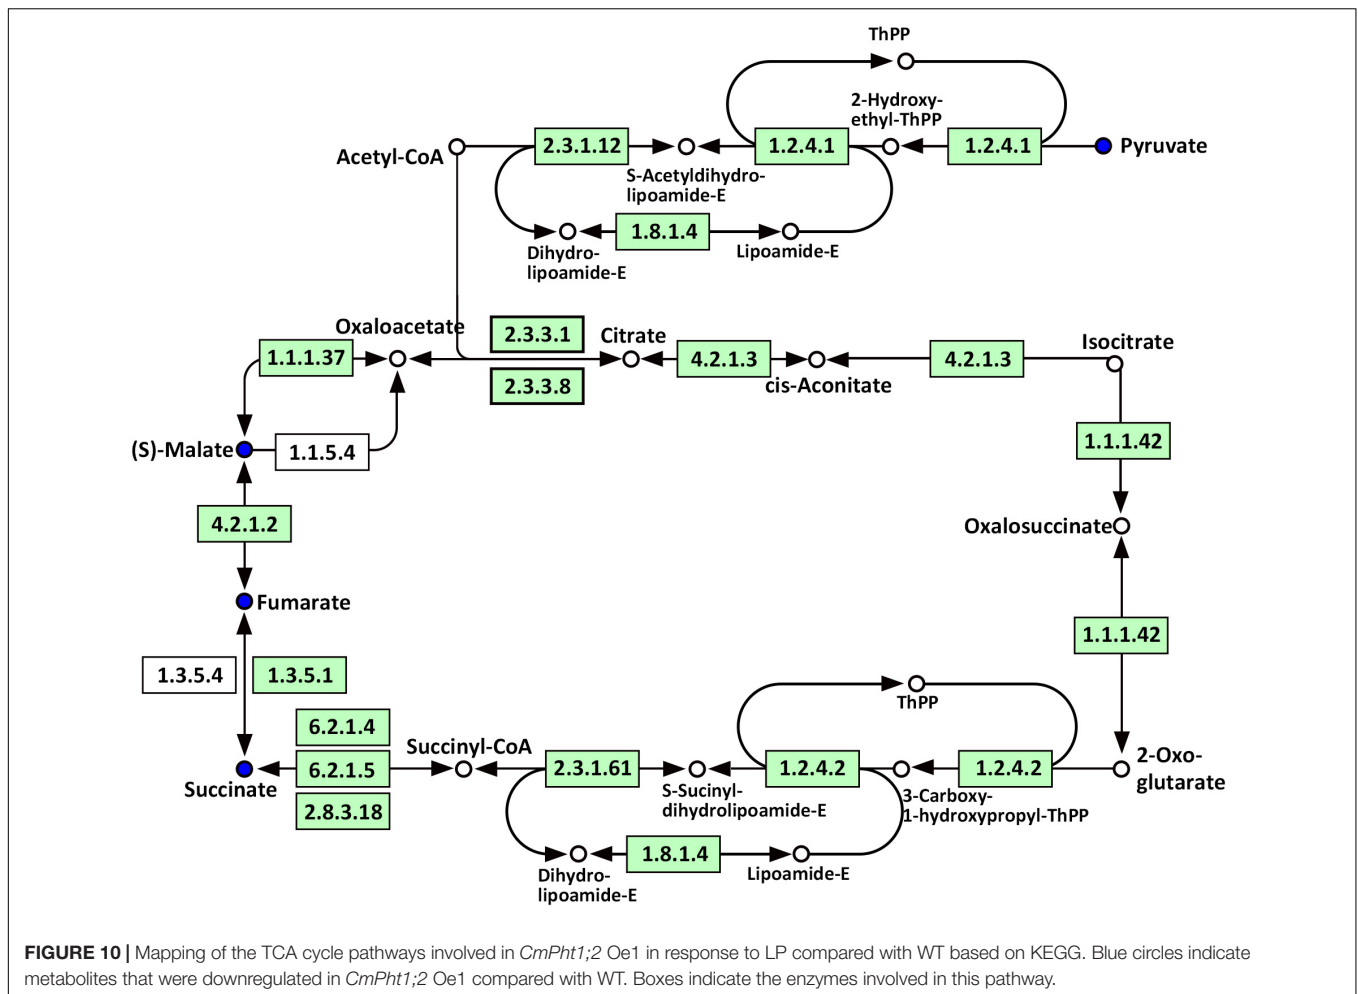 ThPP
2-Hydroxy-
ethyl-ThPP
Acetyl-CoA
2.3.1.12
1.2.4.1
1.2.4.1
Pyruvate
S-Acetyldihydro-
lipoamide-E
1.8.1.4
Dihydro-
lipoamide-E
Lipoamide-E
Oxaloacetate
2.3.3.1
Citrate
Isocitrate
1.1.1.37
4.2.1.3
4.2.1.3
2.3.3.8
cis-Aconitate
(S)-Malate
1.1.5.4
1.1.1.42
4.2.1.2
Oxalosuccinate
Fumarate
1.1.1.42
1.3.5.4
1.3.5.1
ThPP
6.2.1.4
Succinyl-CoA
6.2.1.5
2.3.1.61
1.2.4.2
1.2.4.2
2-Oxo-
glutarate
Succinate
2.8.3.18
S-Sucinyl-
dihydrolipoamide-E
3-Carboxy-
1-hydroxypropyl-ThPP
1.8.1.4
Dihydro-
lipoamide-E
Lipoamide-E
FIGURE 10 | Mapping of the TCA cycle pathways involved in CmPht1;2 Oe1 in response to LP compared with WT based on KEGG. Blue circles indicate
metabolites that were downregulated in CmPht1;2 Oe1 compared with WT. Boxes indicate the enzymes involved in this pathway.